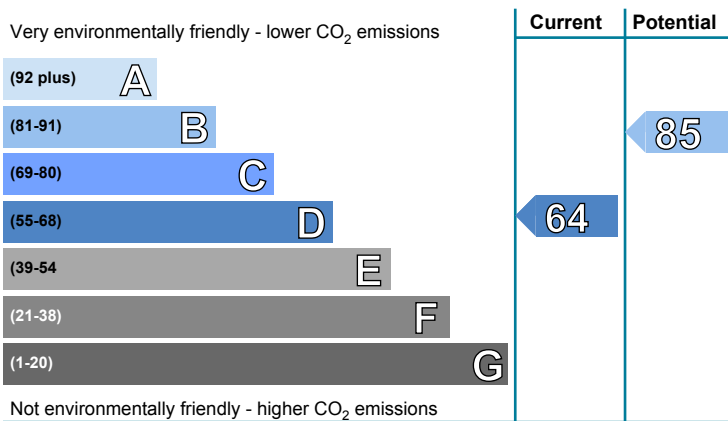 Current Potential
Very environmentally friendly - lower CO2 emissions
(92 plus) A
(81-91) B
85
(69-80) C
(55-68) D
64
(39-54 E
(21-38) F
(1-20) G
Not environmentally friendly - higher CO2 emissions